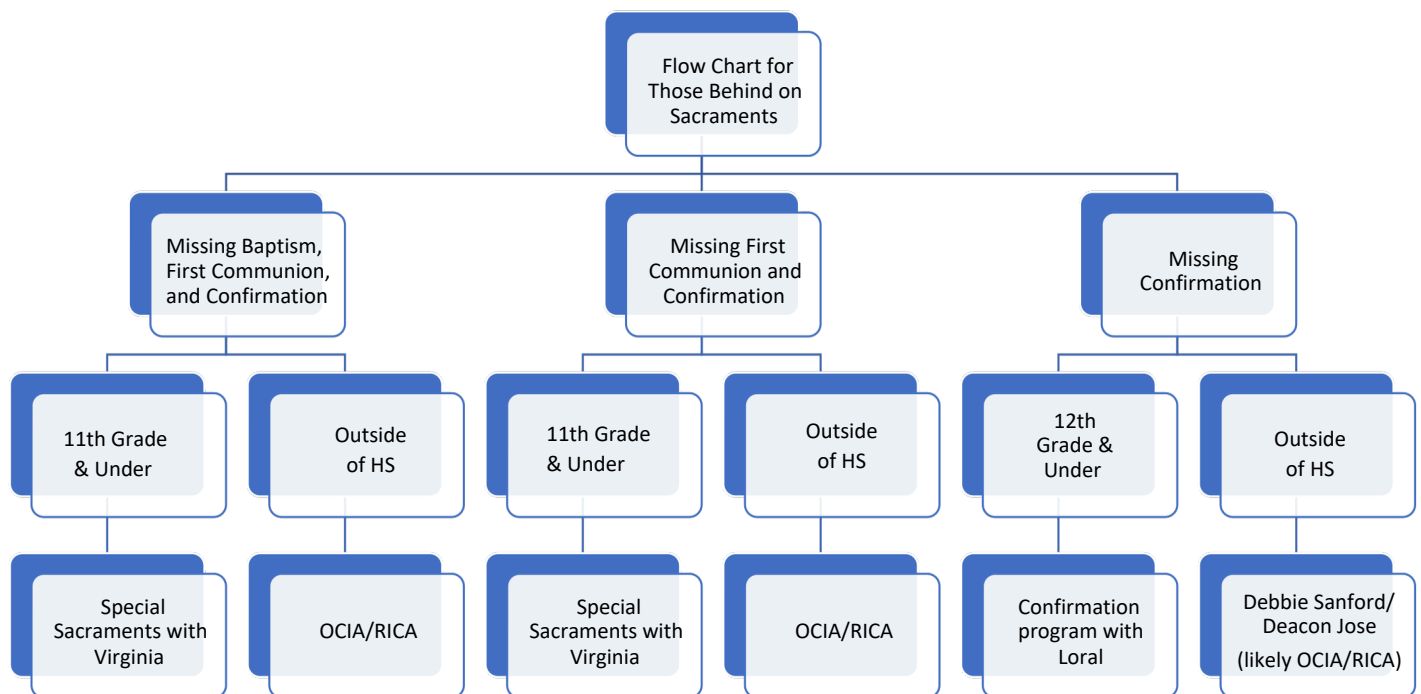 Flow Chart for
Those Behind on
Sacraments
Missing Baptism,
First Communion,
and Confirmation
Missing First
Communion and
Confirmation
Missing
Confirmation
11th Grade
& Under
Outside
of HS
11th Grade
& Under
Outside
of HS
12th
Grade &
Under
Outside
of HS
Special
Sacraments with
Virginia
OCIA/RICA
Special
Sacraments with
Virginia
OCIA/RICA
Confirmation
program with
Loral
Debbie Sanford/
Deacon Jose
(likely OCIA/RICA)